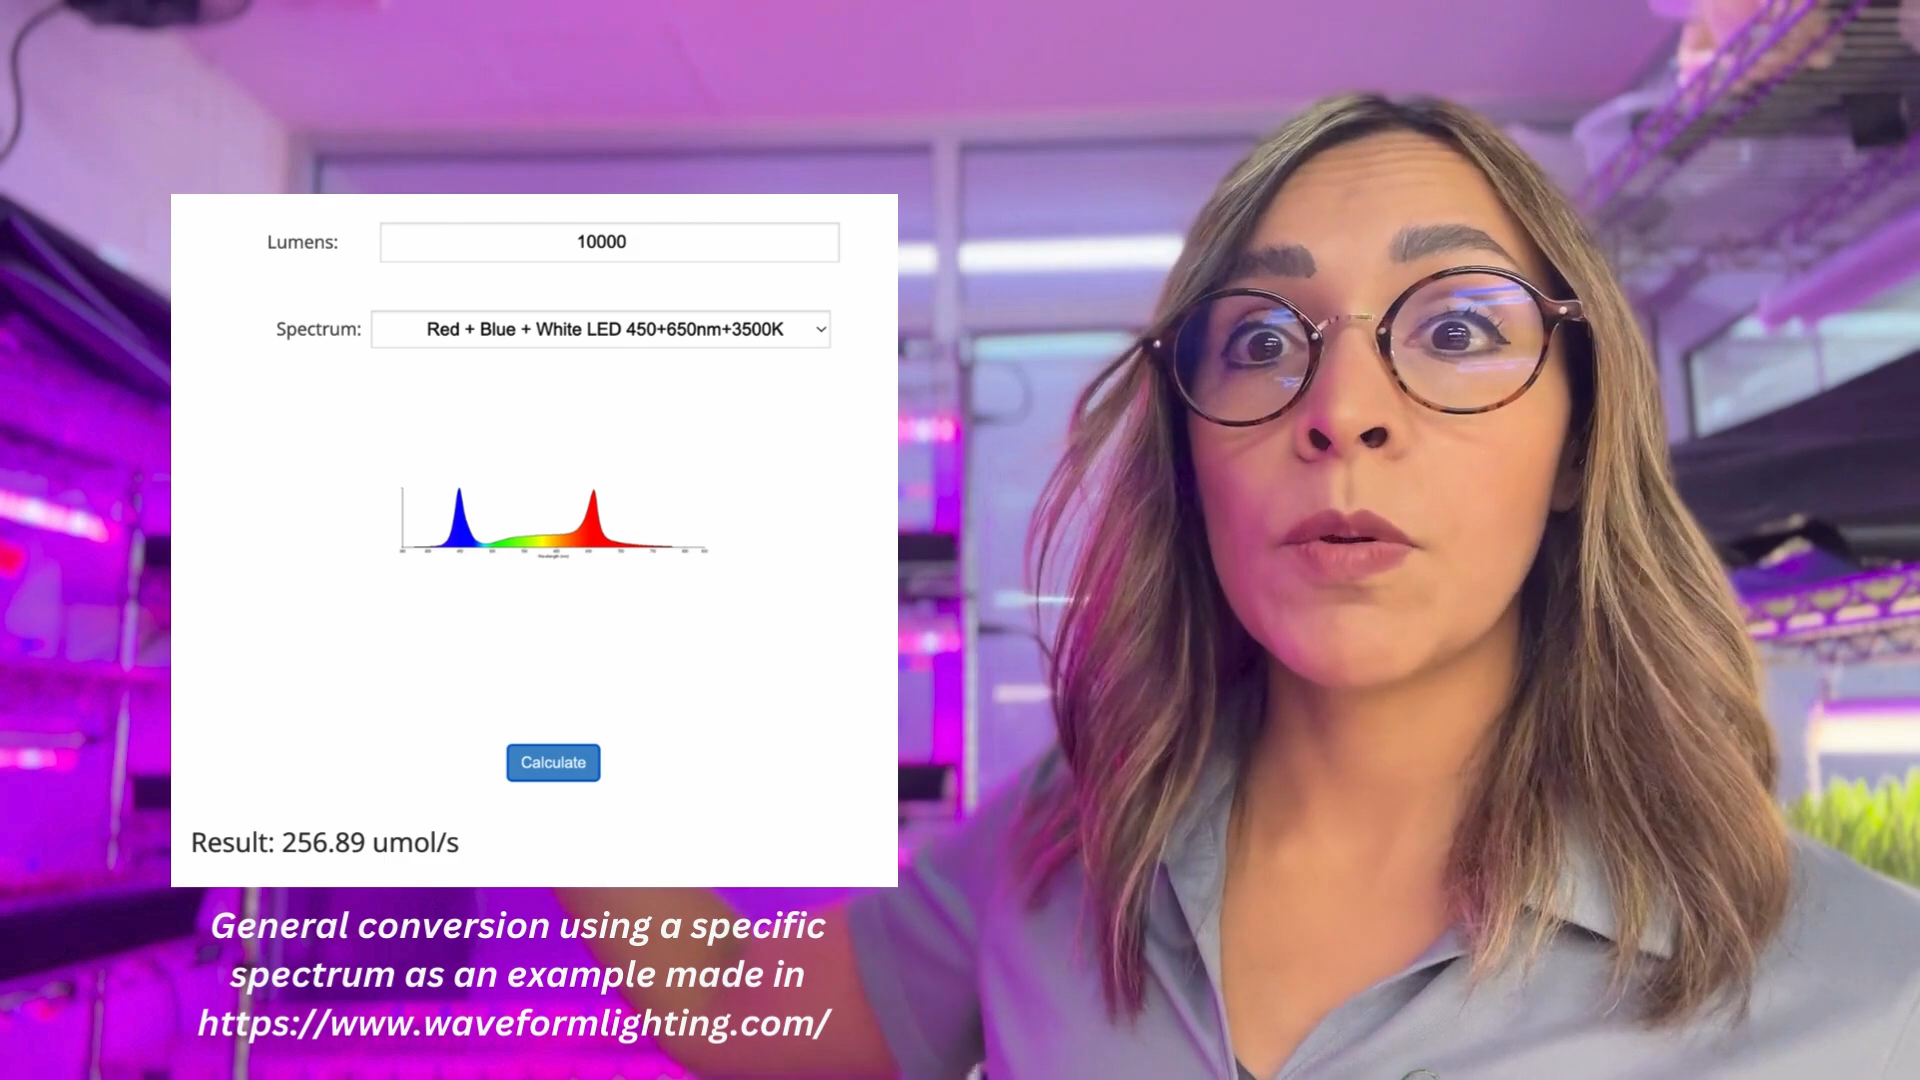 Lumens: 10000
Spectrum: Red + Blue + White LED 450+650nm+3500K
Calculate
Result: 256.89 umol/s
General conversion using a specific
spectrum as an example made in
https://www.waveformlighting.com/